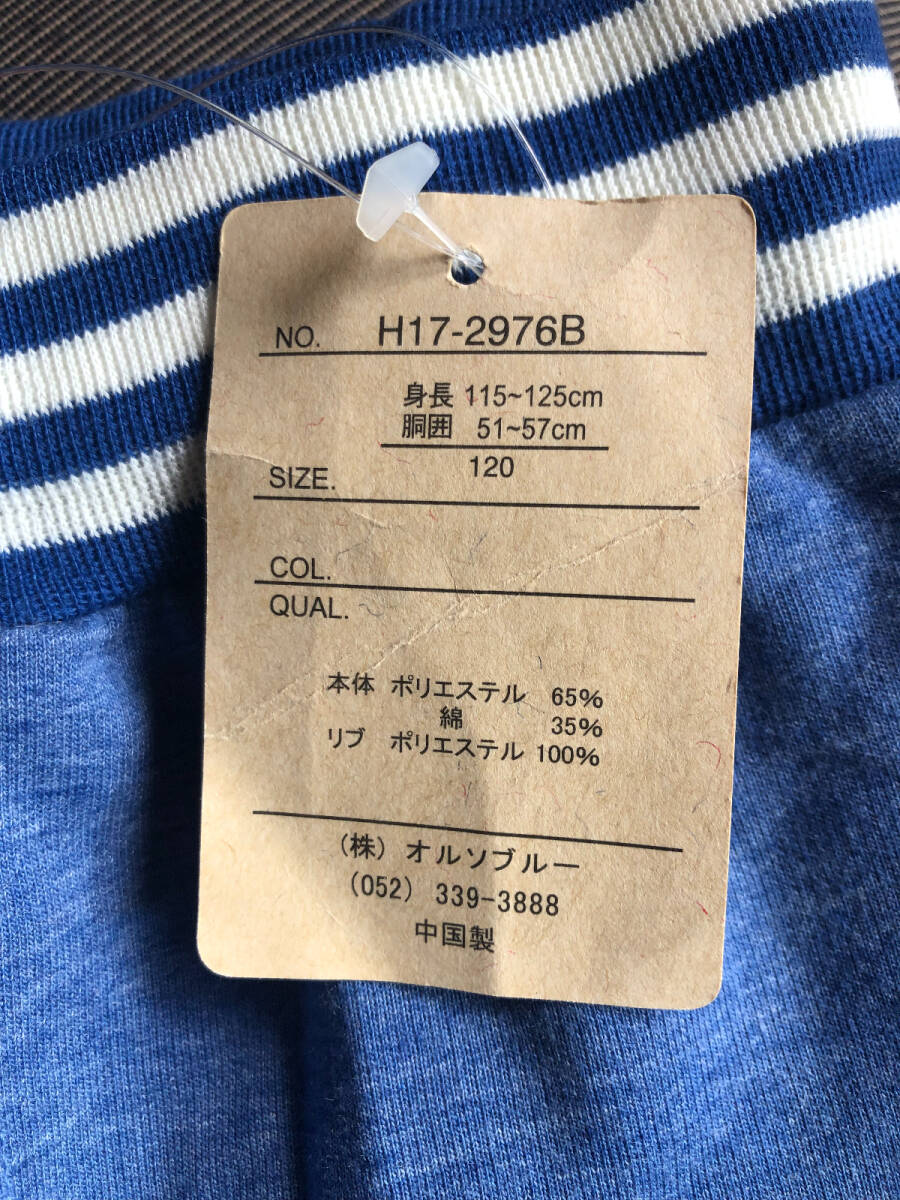 NO. H17-2976B
身長 115~125cm
胴囲 51~57cm
SIZE. 120
COL.
QUAL.
本体 ポリエステル 65%
綿 35%
リブ ポリエステル 100%
(株) オルソブルー
(052) 339-3888
中国製